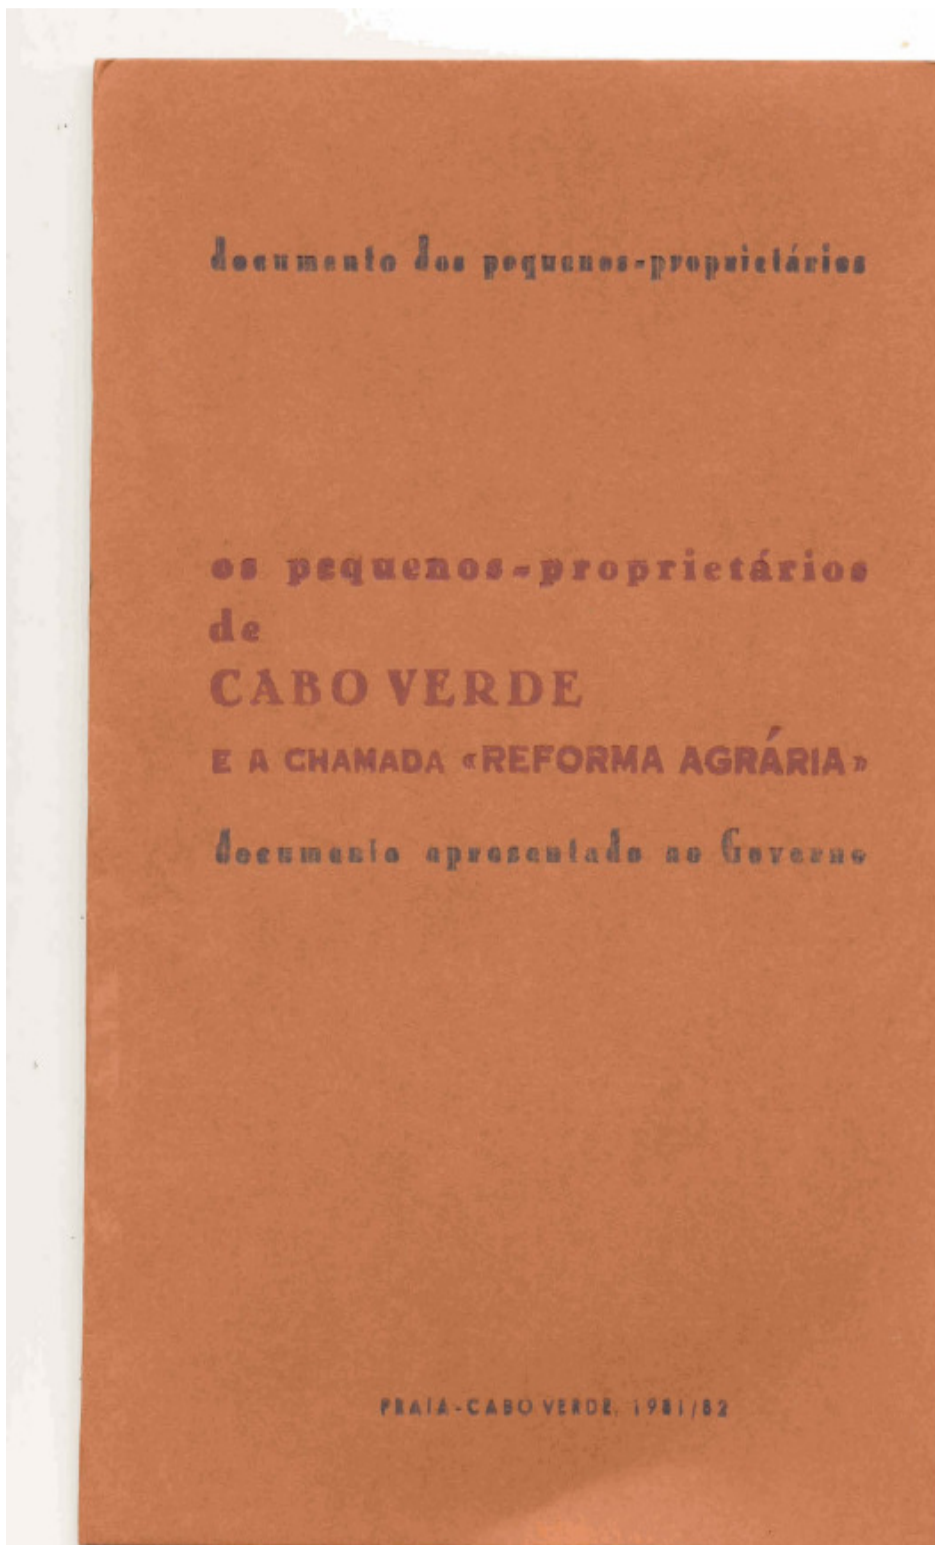 documento dos pequenos-proprietários
os pequenos-proprietários
de
CABO VERDE
E A CHAMADA «REFORMA AGRÁRIA»
documento apresentado ao Governo
PRAIA-CABO VERDE, 1981/82